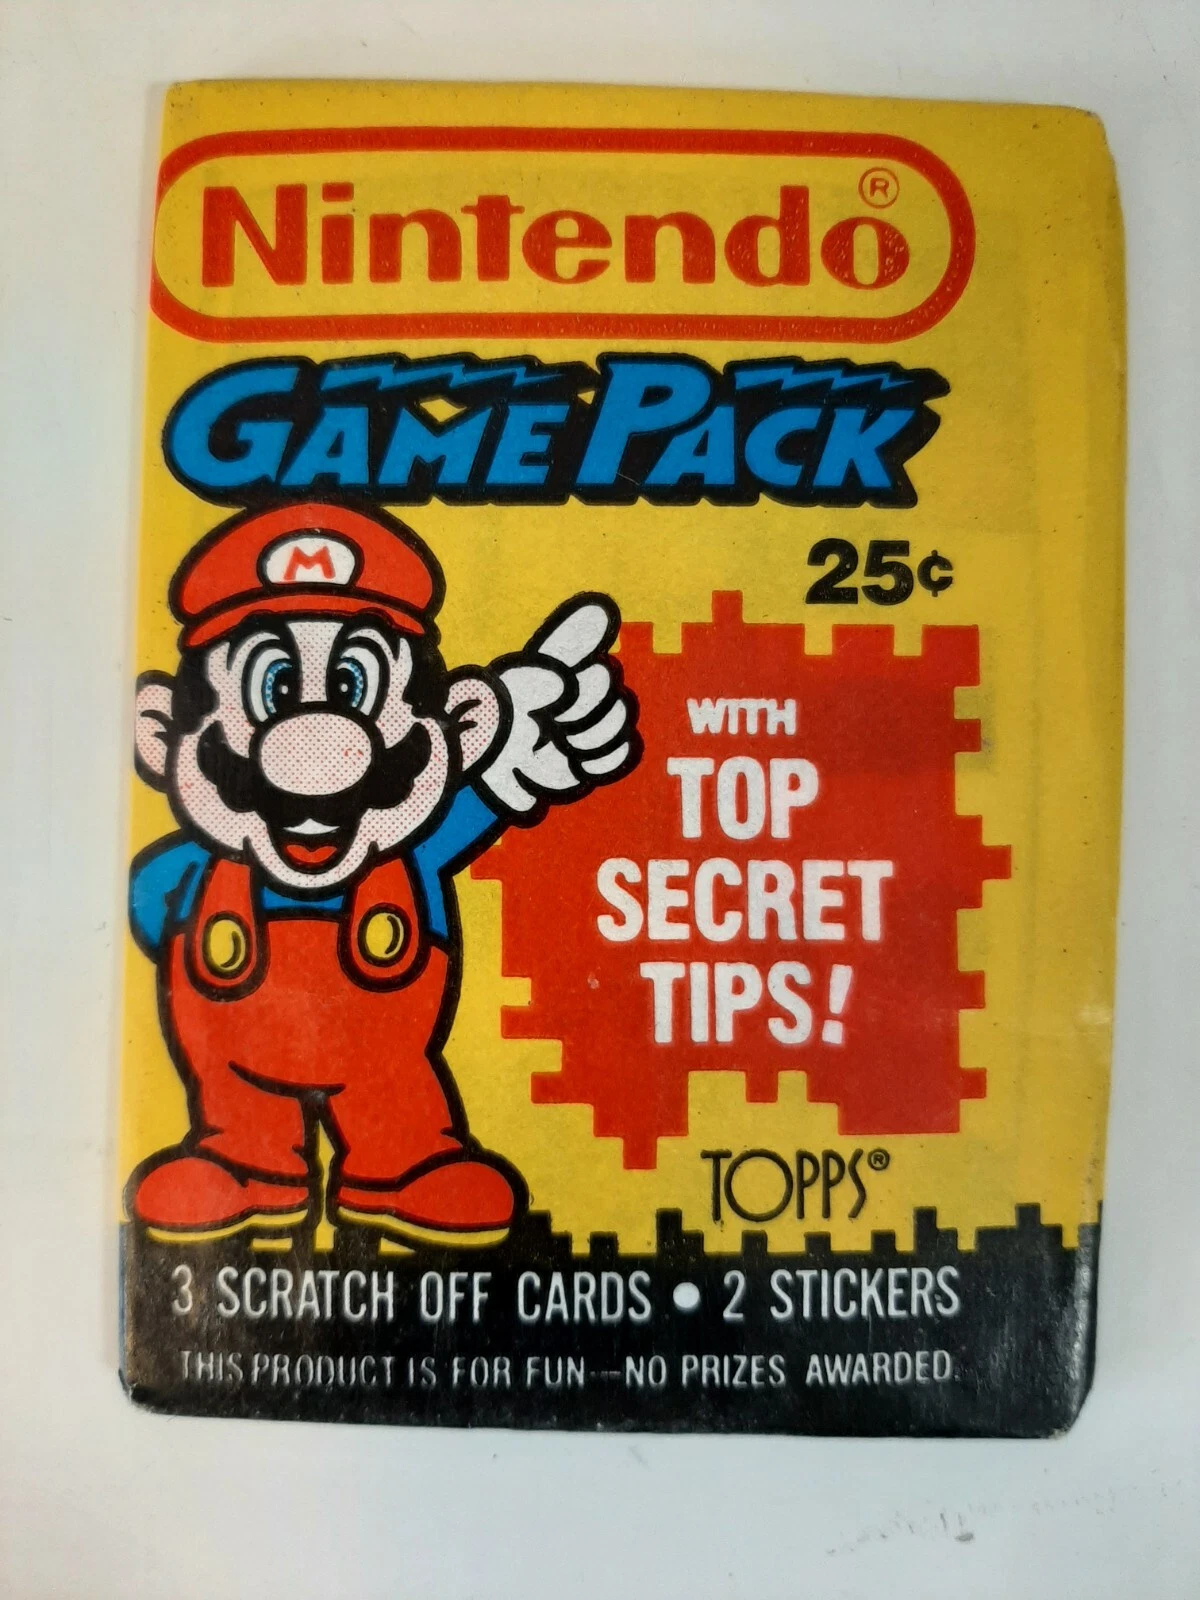 Nintendo®
GAME PACK
25¢
M
WITH
TOP
SECRET
TIPS!
TOPPS®
3 SCRATCH OFF CARDS • 2 STICKERS
THIS PRODUCT IS FOR FUN—NO PRIZES AWARDED.